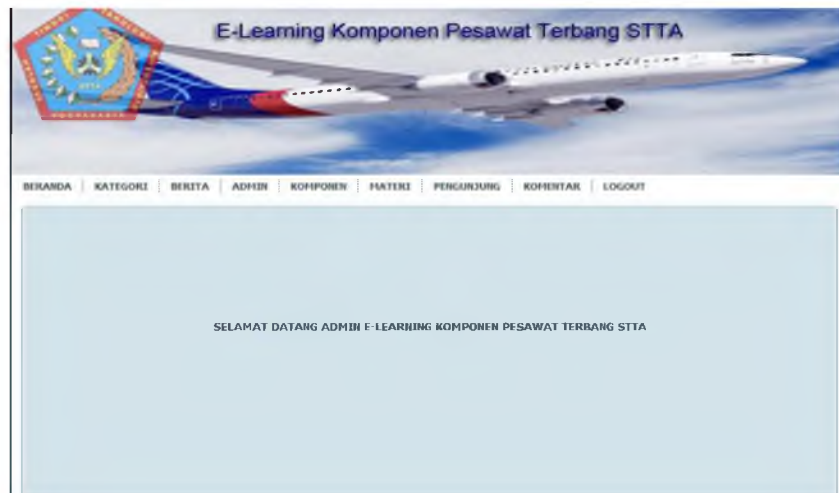 E-Learning Komponen Pesawat Terbang STTA
STTA
BERANDA KATEGORI BERITA ADMIN KOMPONEN MATERI PENGUNJUNG KOMENTAR LOGOUT
SELAMAT DATANG ADMIN E-LEARNING KOMPONEN PESAWAT TERBANG STTA